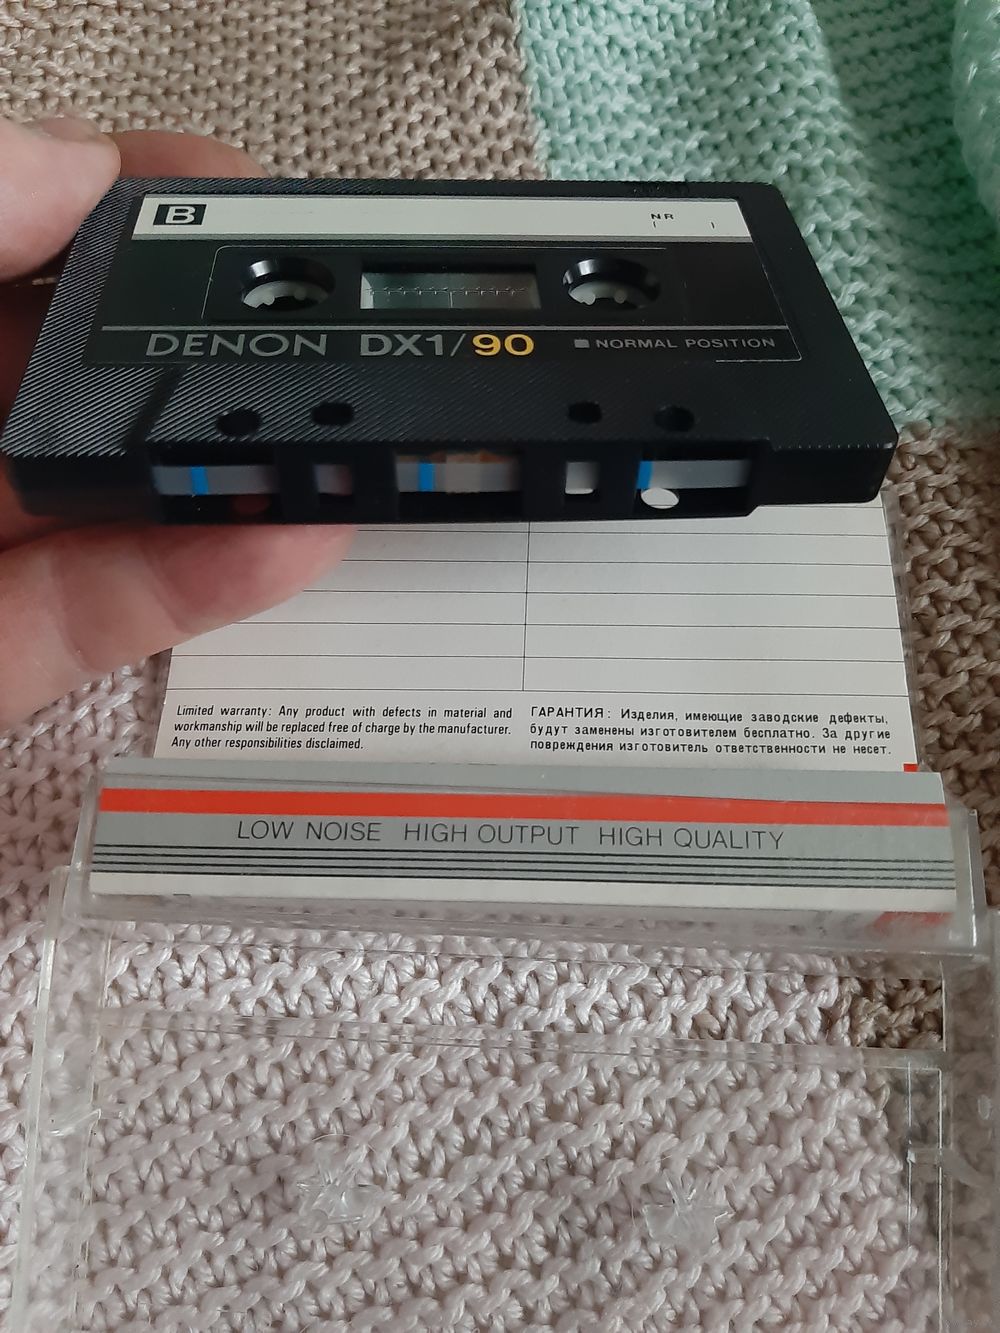 B
NR
( )
DENON DX1/90 NORMAL POSITION
Limited warranty: Any product with defects in material and
workmanship will be replaced free of charge by the manufacturer.
Any other responsibilities disclaimed.
ГАРАНТИЯ: Изделия, имеющие заводские дефекты,
будут заменены изготовителем бесплатно. За другие
повреждения изготовитель ответственности не несет.
LOW NOISE HIGH OUTPUT HIGH QUALITY